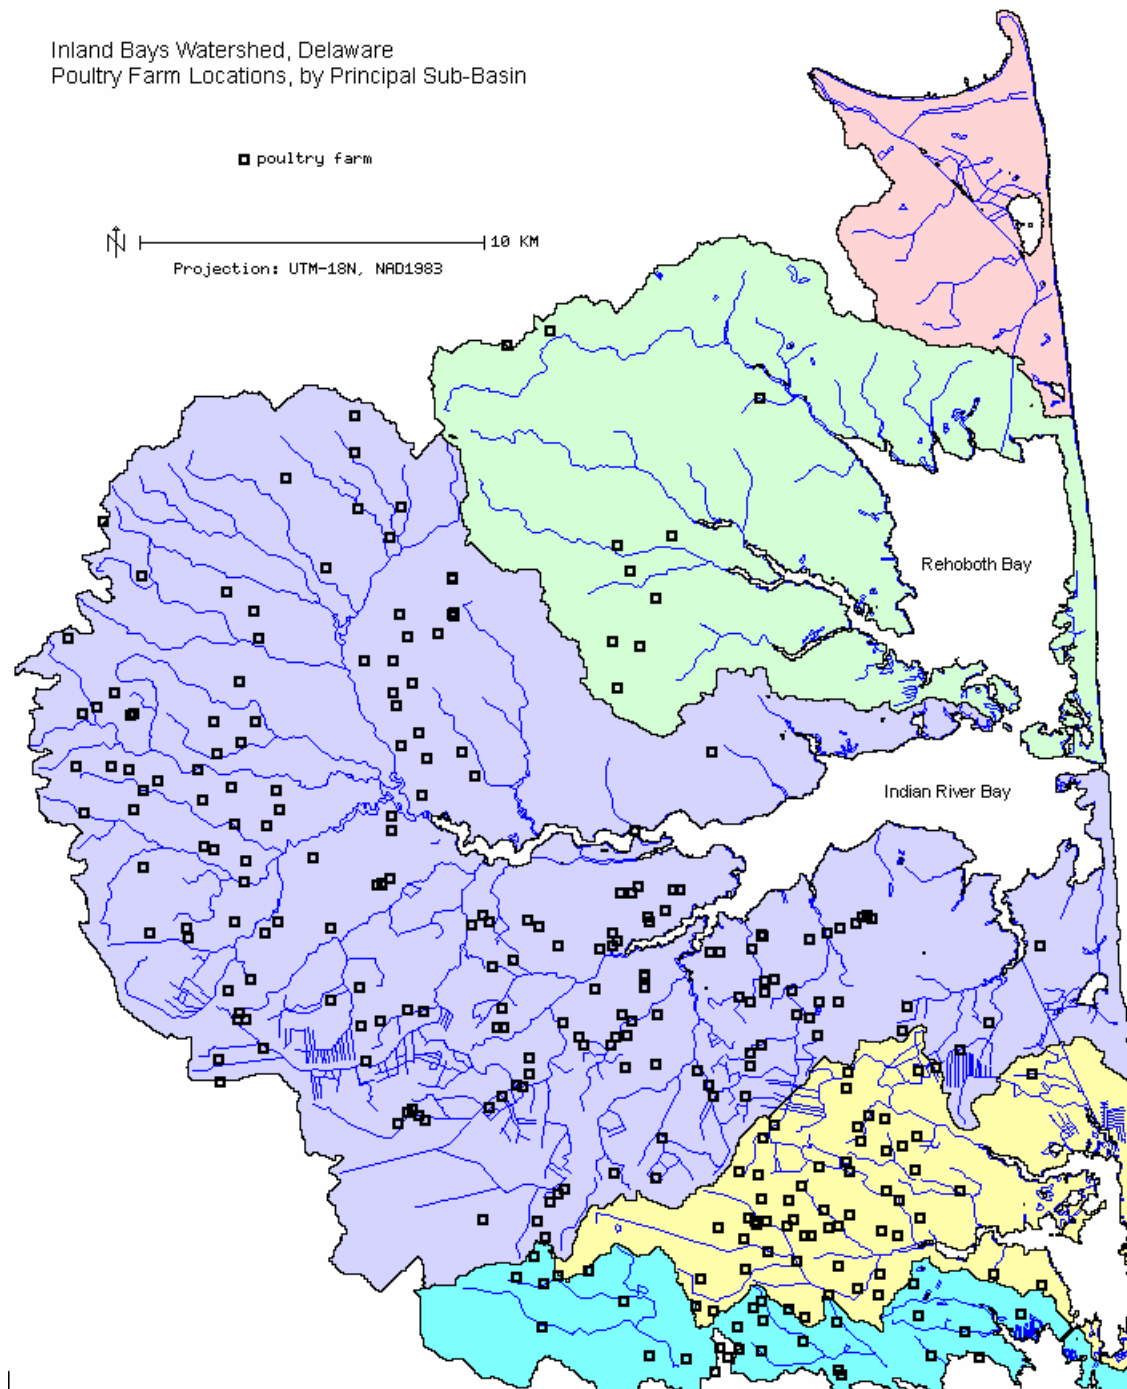 Inland Bays Watershed, Delaware
Poultry Farm Locations, by Principal Sub-Basin
poultry farm
N
10 KM
Projection: UTM-18N, NAD1983
Rehoboth Bay
Indian River Bay